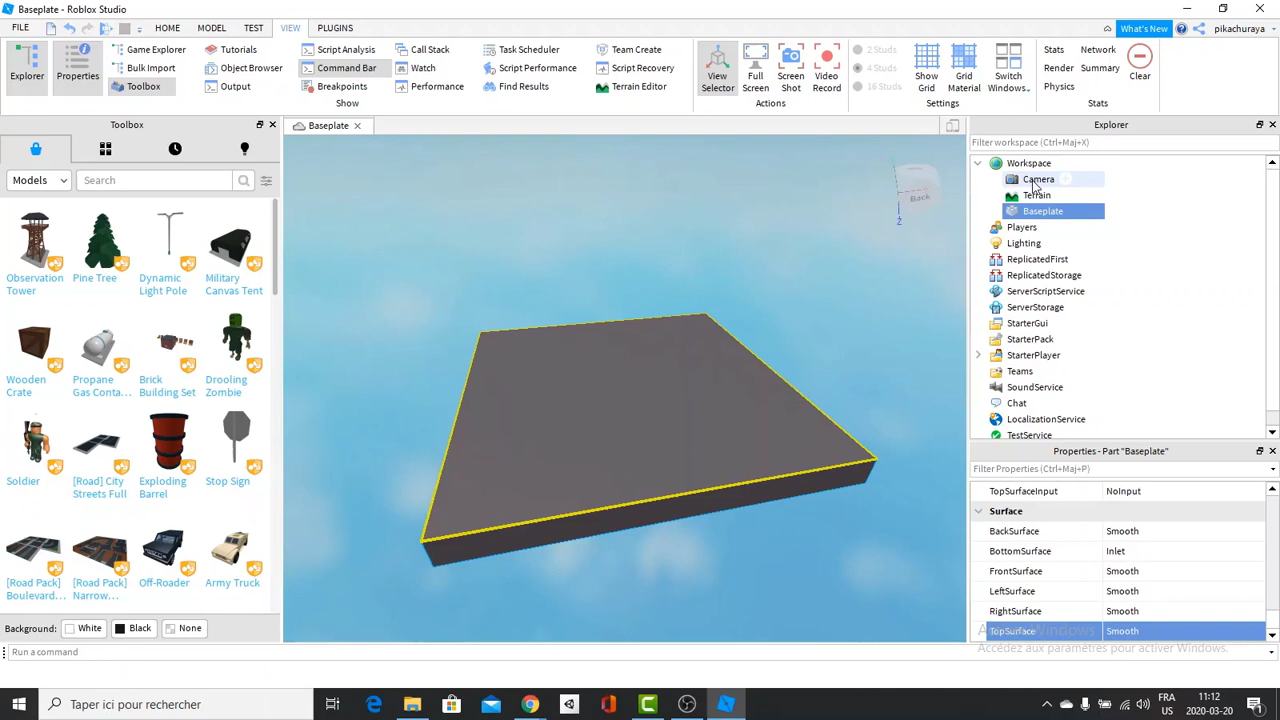 Baseplate - Roblox Studio
FILE HOME MODEL TEST VIEW PLUGINS What's New pikachuraya
Explorer Properties Game Explorer Tutorials Script Analysis Call Stock Task Scheduler Team Create
Bulk Import Object Browser Command Bar Watch Script Performance Script Recovery
Toolbox Output Breakpoints Performance Find Results Terrain Editor
Show
View Selector Full Screen Screen Shot Video Record
Actions
2 Studs
4 Studs
16 Studs
Show Grid Grid Material Switch Windows
Settings
Stats Network
Render Summary
Physics
Clear
Stats
Toolbox
Models Search
Observation Tower
Pine Tree
Dynamic Light Pole
Military Canvas Tent
Wooden Crate
Propane Gas Conta...
Brick Building Set
Drooling Zombie
Soldier
[Road] City Streets Full
Exploding Barrel
Stop Sign
[Road Pack] Boulevard...
[Road Pack] Narrow...
Off-Roader
Army Truck
Background: White Black None
Baseplate
Back
Z
Explorer
Filter workspace (Ctrl+Maj+X)
Workspace
Camera
Terrain
Baseplate
Players
Lighting
ReplicatedFirst
ReplicatedStorage
ServerScriptService
ServerStorage
StarterGui
StarterPack
StarterPlayer
Teams
SoundService
Chat
LocalizationService
TestService
Properties - Part "Baseplate"
Filter Properties (Ctrl+Maj+P)
TopSurfaceInput NoInput
Surface
BackSurface Smooth
BottomSurface Inlet
FrontSurface Smooth
LeftSurface Smooth
RightSurface Smooth
TopSurface Smooth
Activer Windows
Accédez aux paramètres pour activer Windows.
Run a command
Taper ici pour rechercher
FRA
US
11:12
2020-03-20